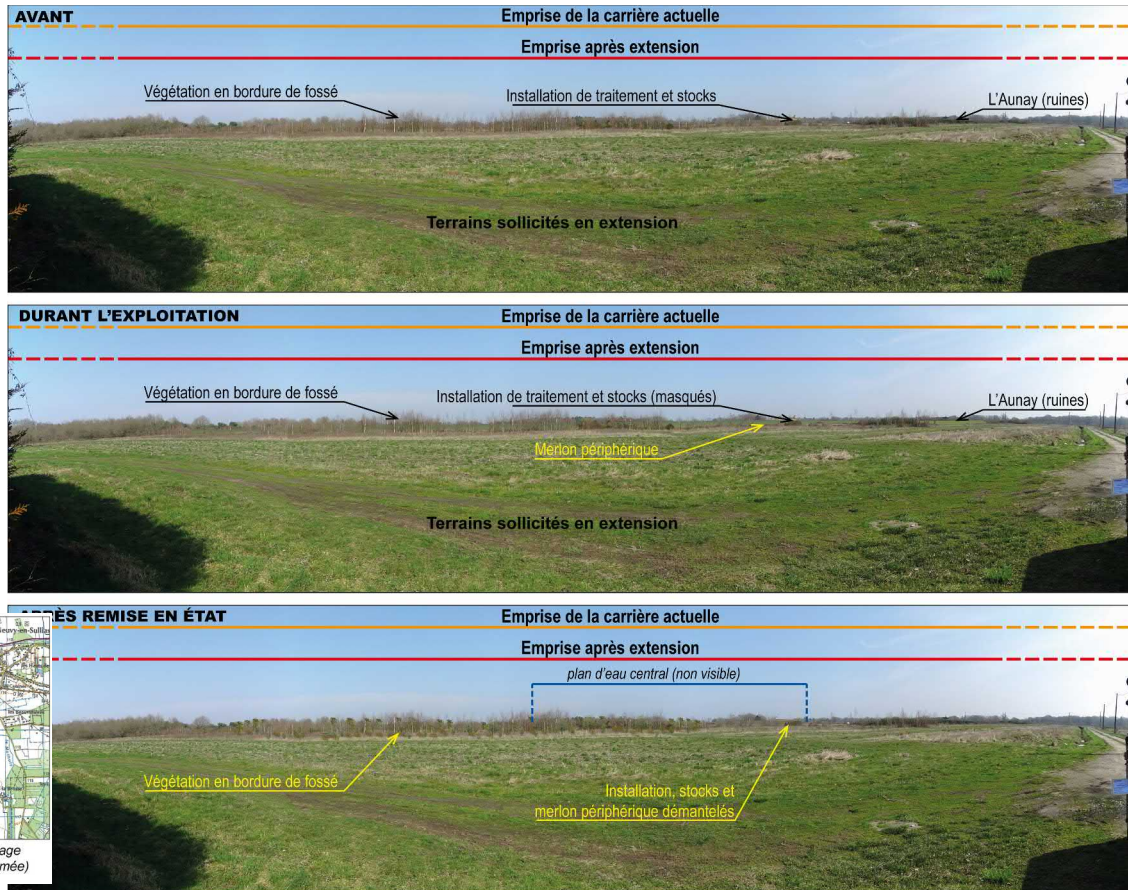 AVANT
Emprise de la carrière actuelle
Emprise après extension
Végétation en bordure de fossé
Installation de traitement et stocks
L'Aunay (ruines)
Terrains sollicités en extension
DURANT L'EXPLOITATION
Emprise de la carrière actuelle
Emprise après extension
Végétation en bordure de fossé
Installation de traitement et stocks (masqués)
L'Aunay (ruines)
Merlon périphérique
Terrains sollicités en extension
RÈS REMISE EN ÉTAT
Emprise de la carrière actuelle
Emprise après extension
plan d'eau central (non visible)
Végétation en bordure de fossé
Installation, stocks et
merlon périphérique démantelés
age
mée)